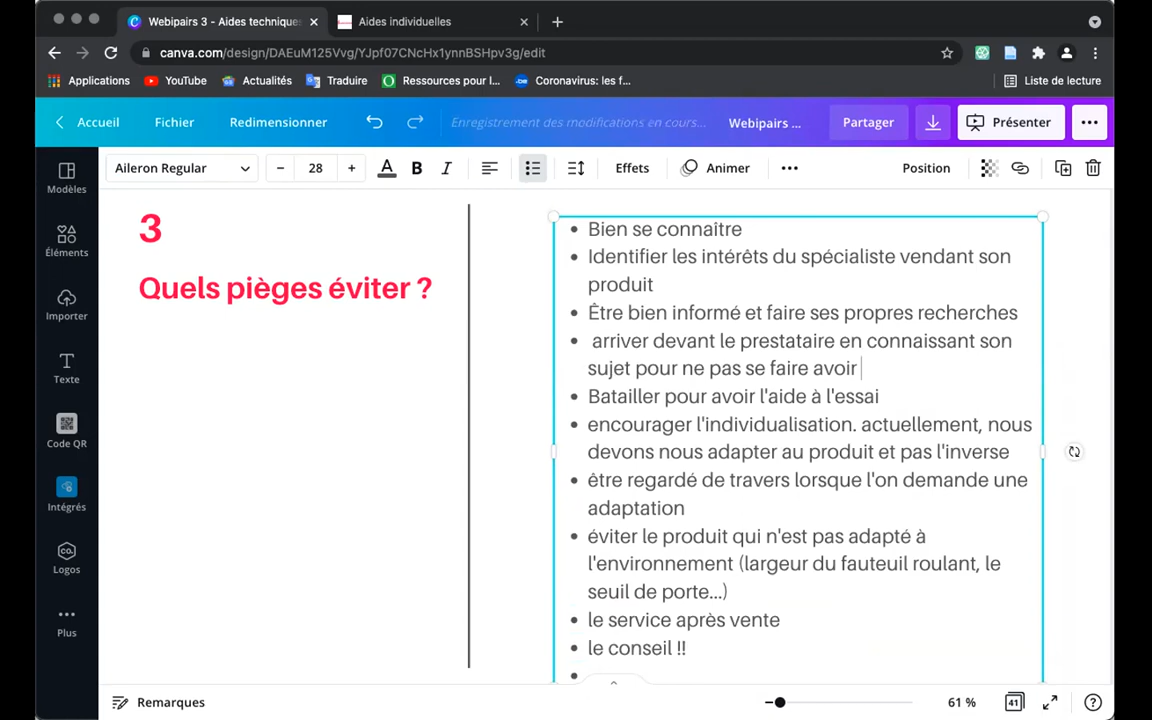 Webipairs 3 - Aides techniques
Aides individuelles
canva.com/design/DAEuM125Vvg/YJpf07CNcHx1ynnBSHpv3g/edit
Applications
YouTube
Actualités
Traduire
Ressources pour l...
Coronavirus: les f...
Liste de lecture
Accueil
Fichier
Redimensionner
Enregistrement des modifications en cours...
Webipairs ...
Partager
Présenter
Aileron Regular
28
A
B
I
Effets
Animer
Position
Modèles
Éléments
Importer
Texte
Code QR
Intégrés
CO.
Logos
Plus
3
Quels pièges éviter ?
• Bien se connaître
• Identifier les intérêts du spécialiste vendant son
produit
• Être bien informé et faire ses propres recherches
• arriver devant le prestataire en connaissant son
sujet pour ne pas se faire avoir
• Batailler pour avoir l'aide à l'essai
• encourager l'individualisation. actuellement, nous
devons nous adapter au produit et pas l'inverse
• être regardé de travers lorsque l'on demande une
adaptation
• éviter le produit qui n'est pas adapté à
l'environnement (largeur du fauteuil roulant, le
seuil de porte...)
• le service après vente
• le conseil !!
Remarques
61 %
41